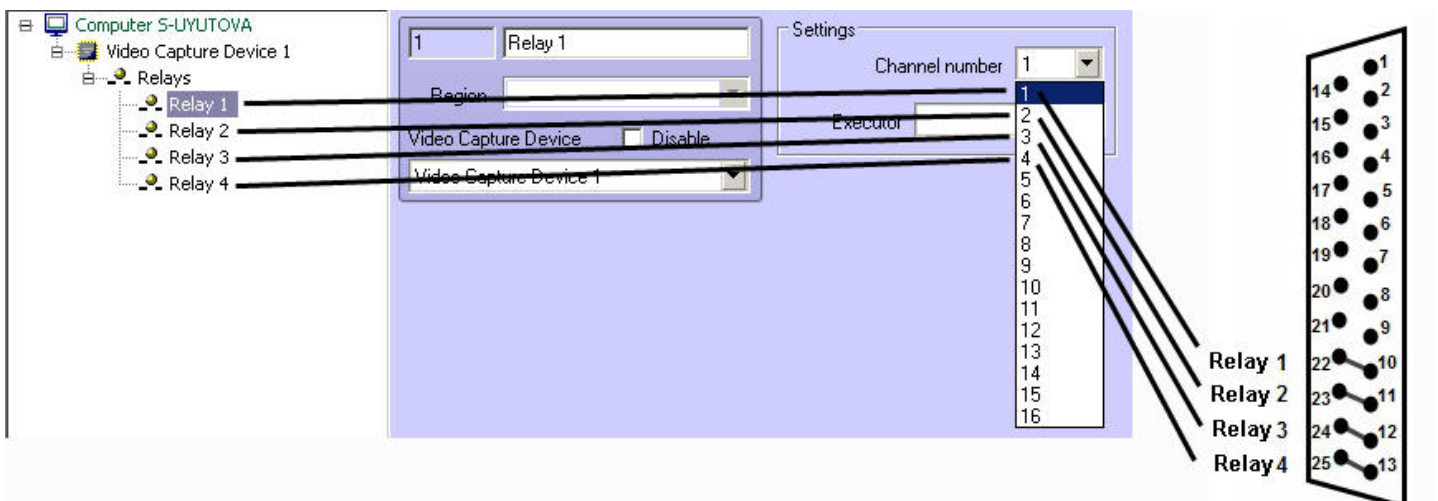 Computer S-UYUTOVA
Video Capture Device 1
Relays
Relay 1
Relay 2
Relay 3
Relay 4
1 Relay 1
Region
Video Capture Device Disable
Video Capture Device 1
Settings
Channel number 1
Executor
1
2
3
4
5
6
7
8
9
10
11
12
13
14
15
16
Relay 1
Relay 2
Relay 3
Relay 4
1
14 2
15 3
16 4
17 5
18 6
19 7
20 8
21 9
22 10
23 11
24 12
25 13